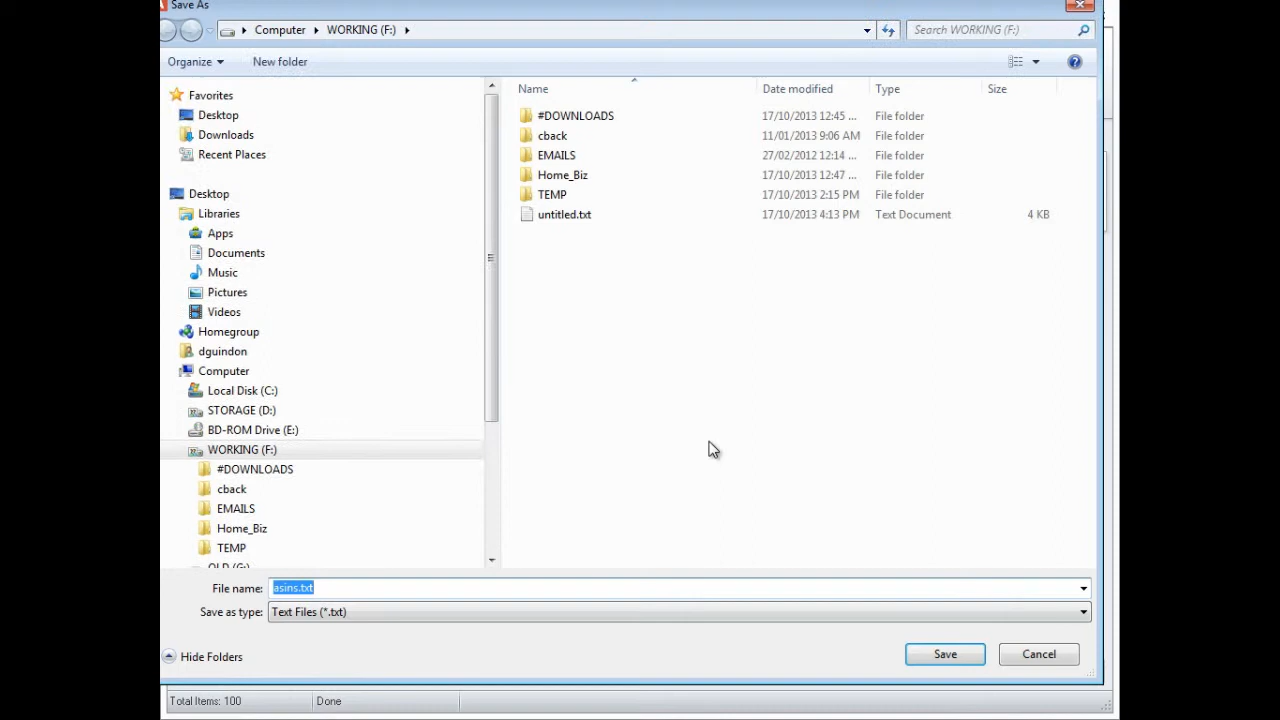 Save As
Computer WORKING (F:) Search WORKING (F:)
Organize New folder
Name Date modified Type Size
Favorites
Desktop
Downloads
Recent Places
Desktop
Libraries
Apps
Documents
Music
Pictures
Videos
Homegroup
dguindon
Computer
Local Disk (C:)
STORAGE (D:)
BD-ROM Drive (E:)
WORKING (F:)
#DOWNLOADS
cback
EMAILS
Home_Biz
TEMP
OLD (G:)
#DOWNLOADS 17/10/2013 12:45 ... File folder
cback 11/01/2013 9:06 AM File folder
EMAILS 27/02/2012 12:14 ... File folder
Home_Biz 17/10/2013 12:47 ... File folder
TEMP 17/10/2013 2:15 PM File folder
untitled.txt 17/10/2013 4:13 PM Text Document 4 KB
File name: asins.txt
Save as type: Text Files (*.txt)
Hide Folders Save Cancel
Total Items: 100 Done